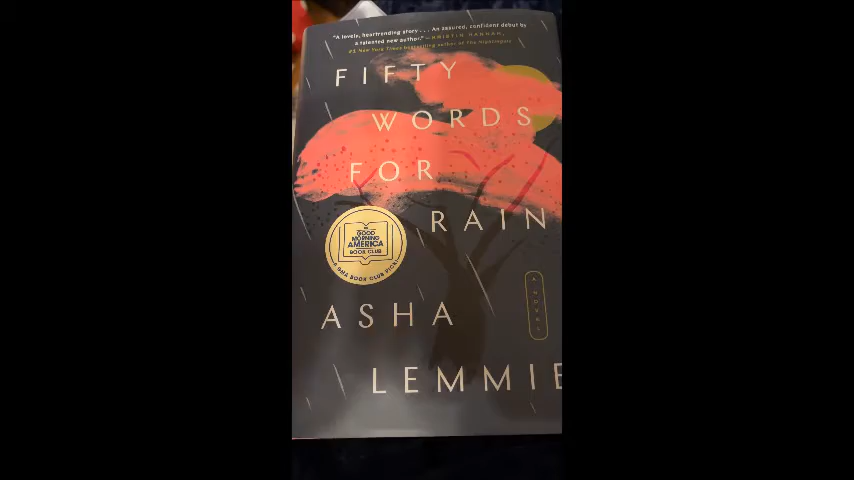 "A lovely, heartrending story . . . An assured, confident debut by
a talented new author." —KRISTIN HANNAH,
#1 New York Times bestselling author of The Nightingale
FIFTY
WORDS
FOR
RAIN
GOOD
MORNING
AMERICA
BOOK CLUB
A GMA BOOK CLUB PICK
A NOVEL
ASHA
LEMMIE